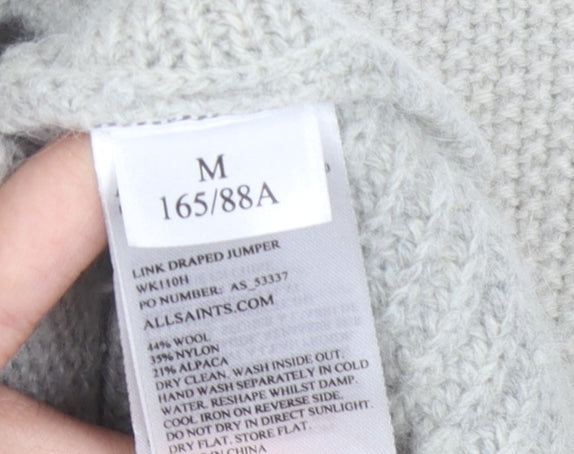 M
165/88A
LINK DRAPED JUMPER
WK110H
PO NUMBER: AS_53337
ALLSAINTS.COM
44% WOOL
35% NYLON
21% ALPACA
DRY CLEAN. WASH INSIDE OUT.
HAND WASH SEPARATELY IN COLD
WATER. RESHAPE WHILST DAMP.
COOL IRON ON REVERSE SIDE.
DO NOT DRY IN DIRECT SUNLIGHT.
DRY FLAT. STORE FLAT.
IN CHINA